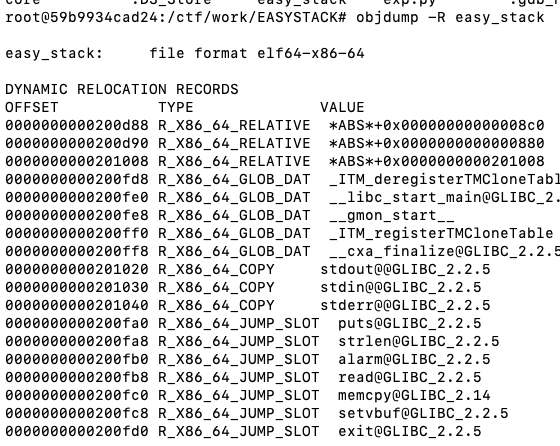 core .DS_Store easy_stack exp.py .gdb_h
root@59b9934cad24:/ctf/work/EASYSTACK# objdump -R easy_stack
easy_stack: file format elf64-x86-64
DYNAMIC RELOCATION RECORDS
OFFSET TYPE VALUE
0000000000200d88 R_X86_64_RELATIVE *ABS*+0x00000000000008c0
0000000000200d90 R_X86_64_RELATIVE *ABS*+0x0000000000000880
0000000000201008 R_X86_64_RELATIVE *ABS*+0x0000000000201008
0000000000200fd8 R_X86_64_GLOB_DAT _ITM_deregisterTMCloneTabl
0000000000200fe0 R_X86_64_GLOB_DAT __libc_start_main@GLIBC_2.
0000000000200fe8 R_X86_64_GLOB_DAT __gmon_start__
0000000000200ff0 R_X86_64_GLOB_DAT _ITM_registerTMCloneTable
0000000000200ff8 R_X86_64_GLOB_DAT __cxa_finalize@GLIBC_2.2.5
0000000000201020 R_X86_64_COPY stdout@@GLIBC_2.2.5
0000000000201030 R_X86_64_COPY stdin@@GLIBC_2.2.5
0000000000201040 R_X86_64_COPY stderr@@GLIBC_2.2.5
0000000000200fa0 R_X86_64_JUMP_SLOT puts@GLIBC_2.2.5
0000000000200fa8 R_X86_64_JUMP_SLOT strlen@GLIBC_2.2.5
0000000000200fb0 R_X86_64_JUMP_SLOT alarm@GLIBC_2.2.5
0000000000200fb8 R_X86_64_JUMP_SLOT read@GLIBC_2.2.5
0000000000200fc0 R_X86_64_JUMP_SLOT memcpy@GLIBC_2.14
0000000000200fc8 R_X86_64_JUMP_SLOT setvbuf@GLIBC_2.2.5
0000000000200fd0 R_X86_64_JUMP_SLOT exit@GLIBC_2.2.5